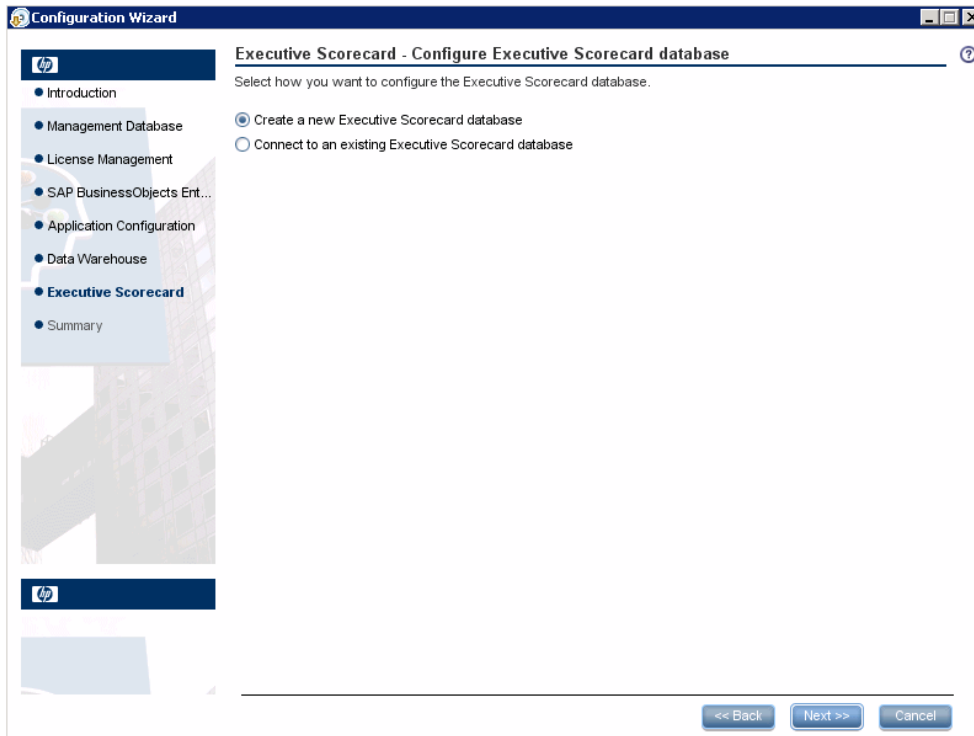 Configuration Wizard
hp
Introduction
Management Database
License Management
SAP BusinessObjects Ent...
Application Configuration
Data Warehouse
Executive Scorecard
Summary
Executive Scorecard - Configure Executive Scorecard database
?
Select how you want to configure the Executive Scorecard database.
Create a new Executive Scorecard database
Connect to an existing Executive Scorecard database
hp
<< Back
Next >>
Cancel